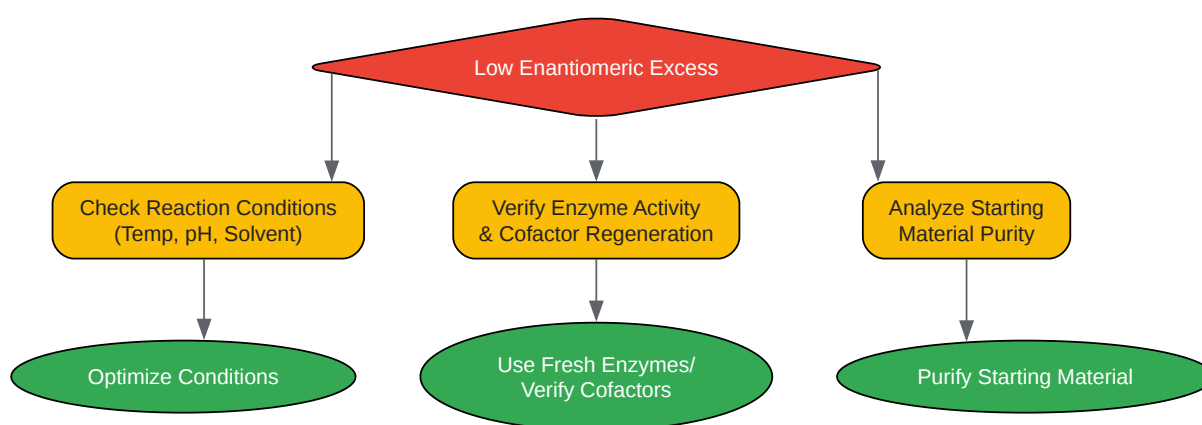 Low Enantiomeric Excess
Check Reaction Conditions
(Temp, pH, Solvent)
Verify Enzyme Activity
& Cofactor Regeneration
Analyze Starting
Material Purity
Optimize Conditions
Use Fresh Enzymes/
Verify Cofactors
Purify Starting Material